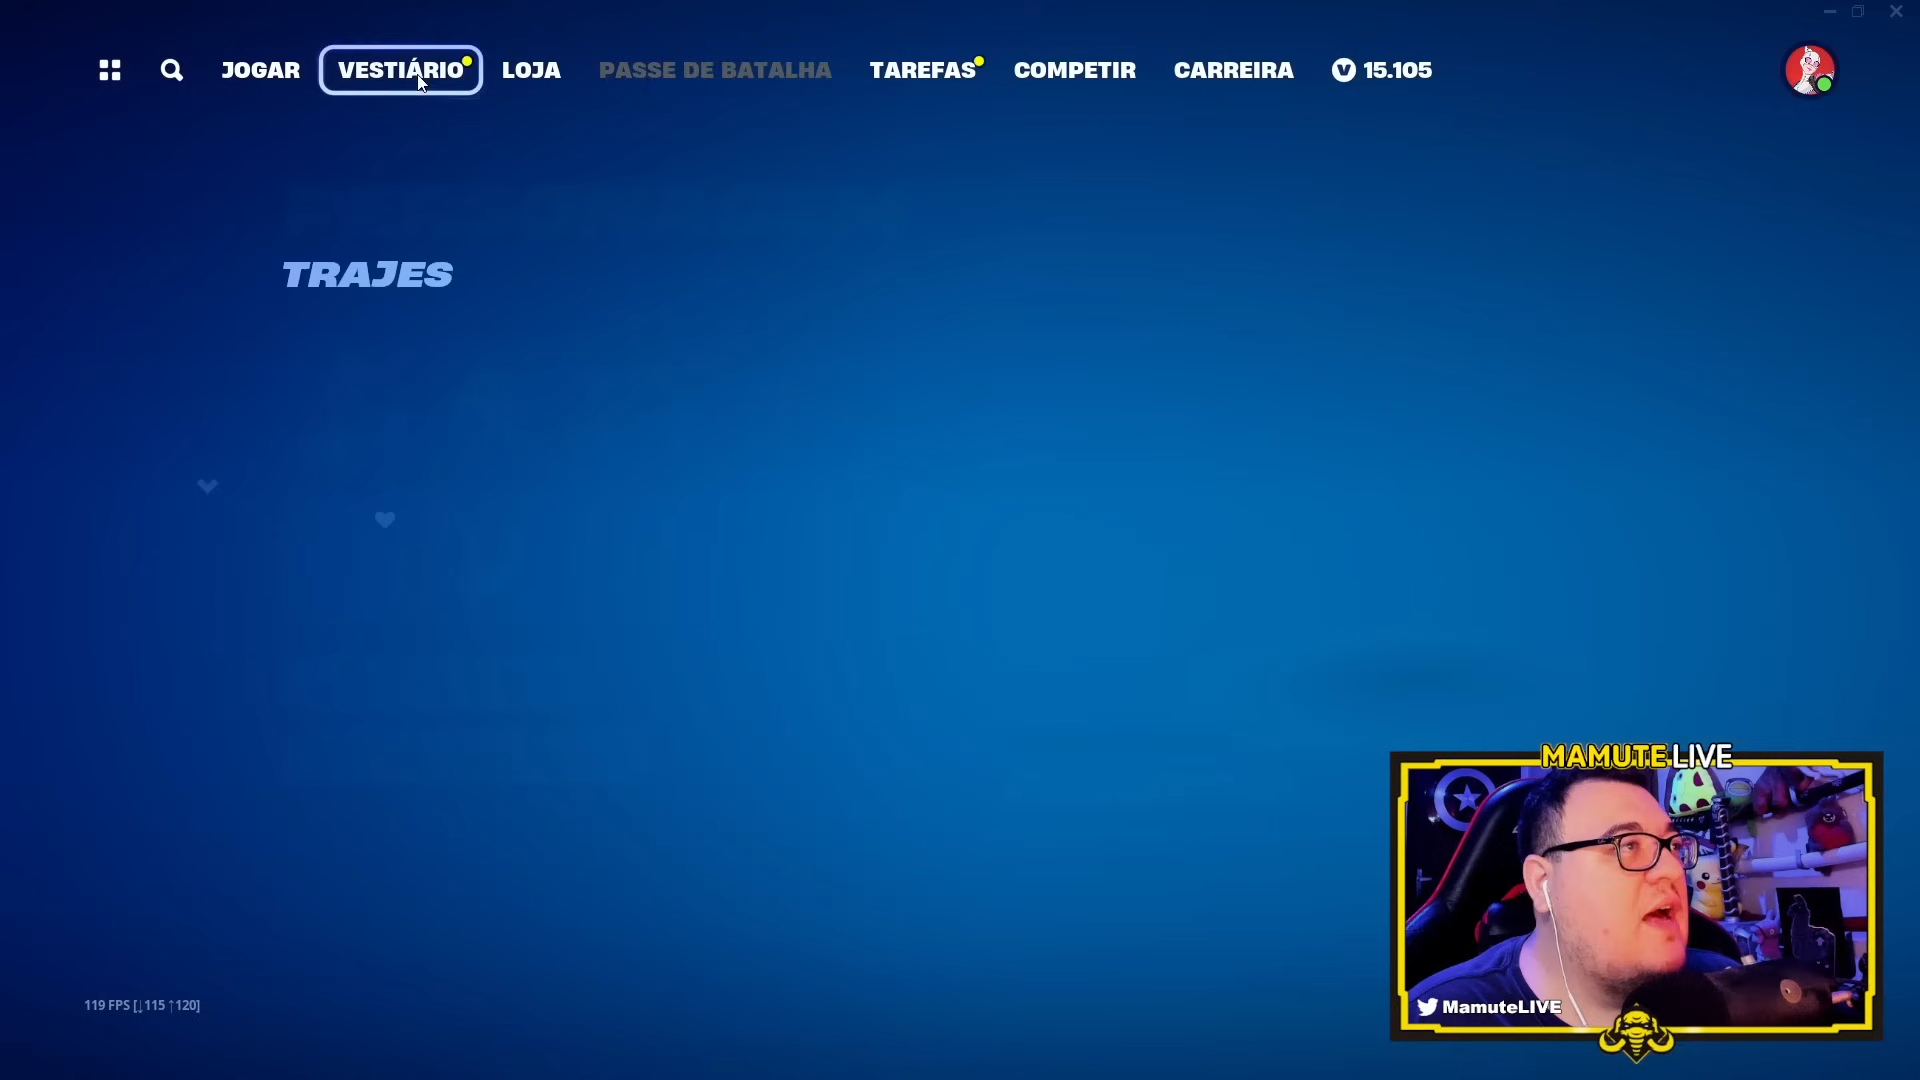 JOGAR VESTIÁRIO LOJA PASSE DE BATALHA TAREFAS COMPETIR CARREIRA V 15.105
TRAJES
MAMUTE LIVE
MamuteLIVE
119 FPS [↓115 ↑120]